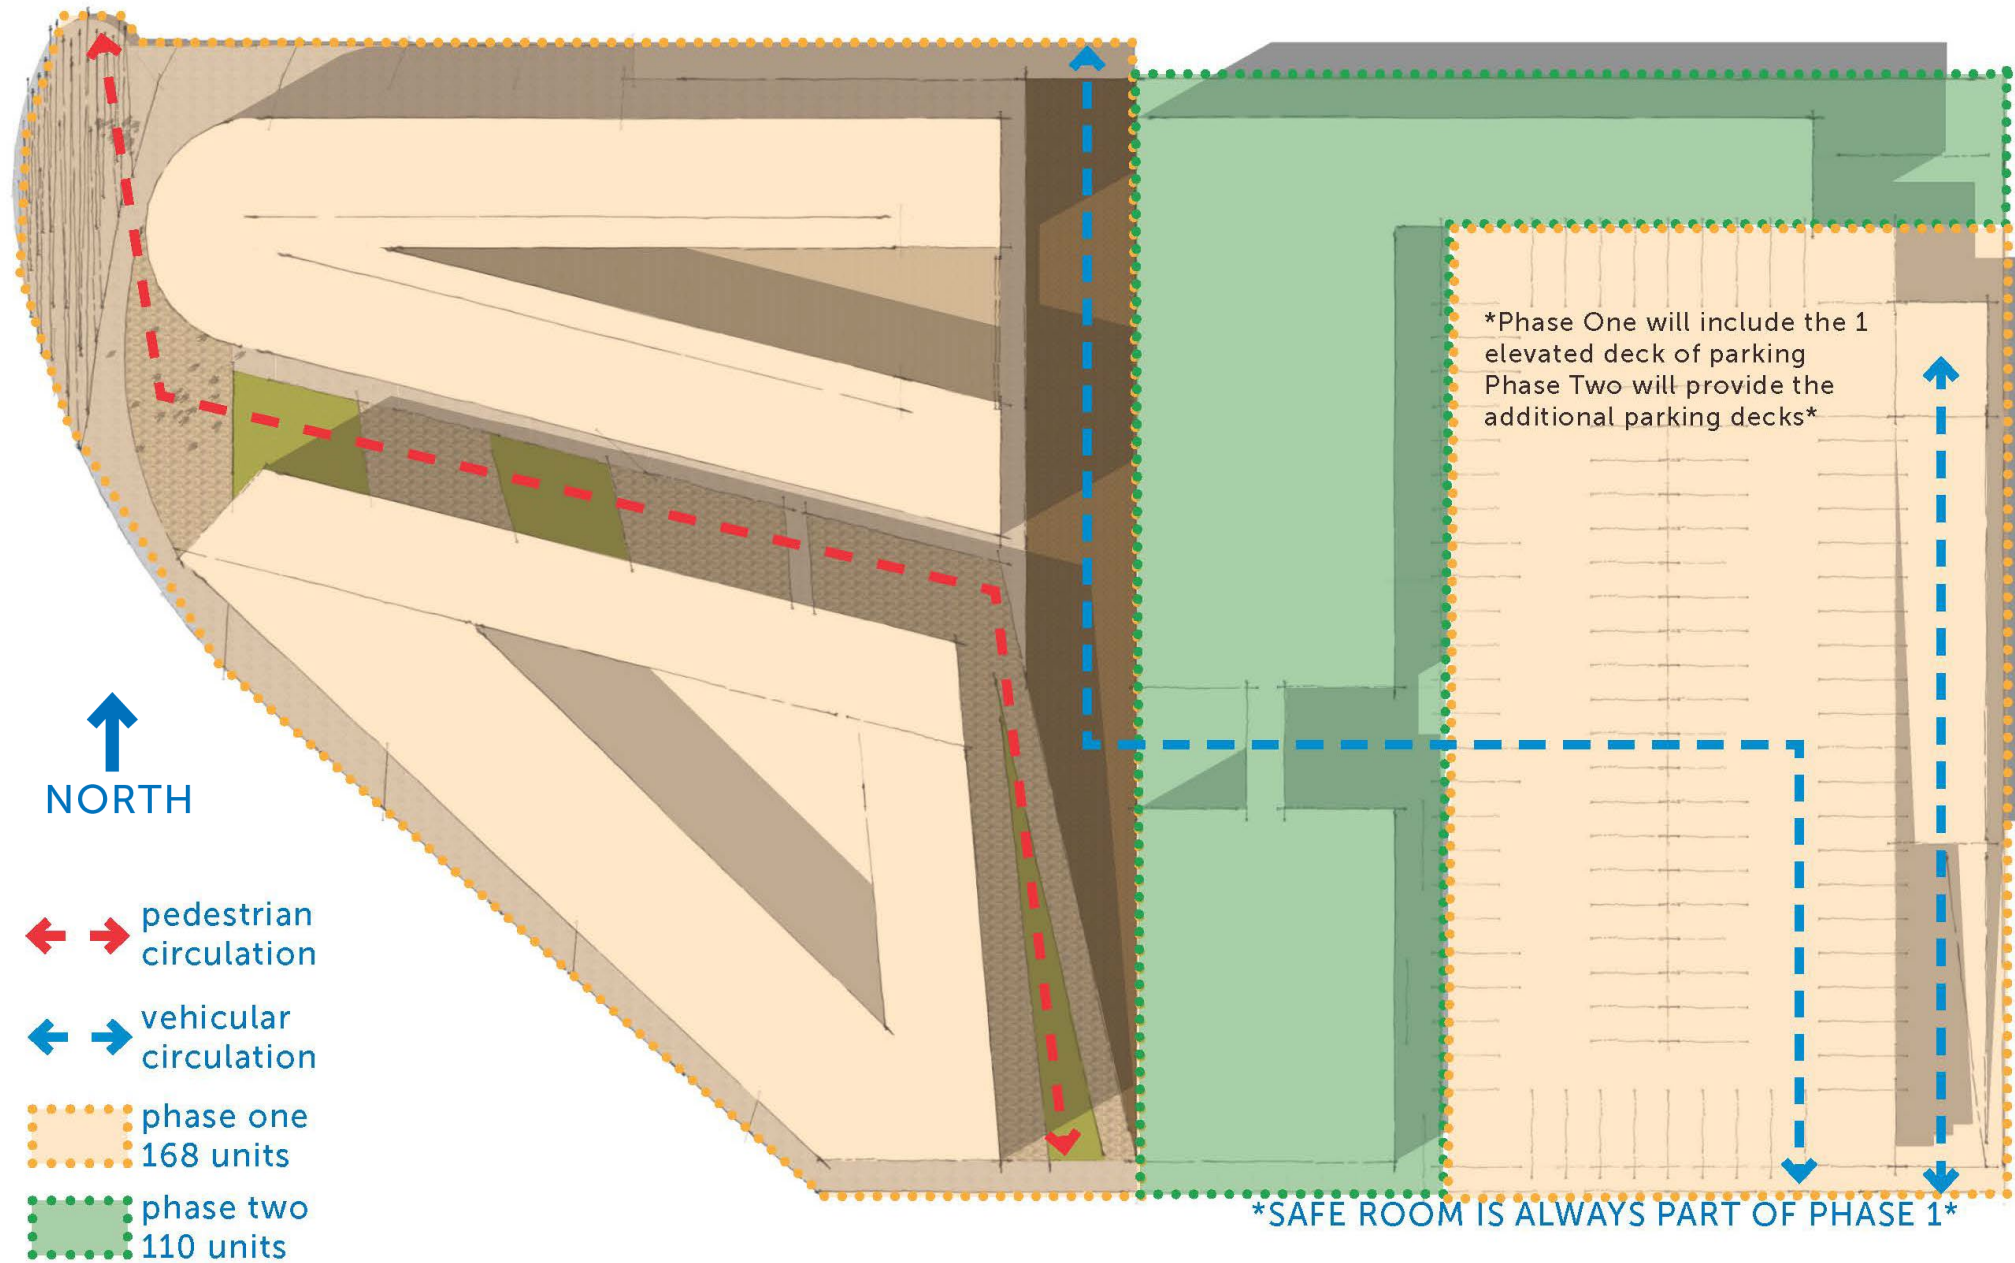 *Phase One will include the 1
elevated deck of parking
Phase Two will provide the
additional parking decks*
NORTH
pedestrian
circulation
vehicular
circulation
phase one
168 units
phase two
110 units
*SAFE ROOM IS ALWAYS PART OF PHASE 1*